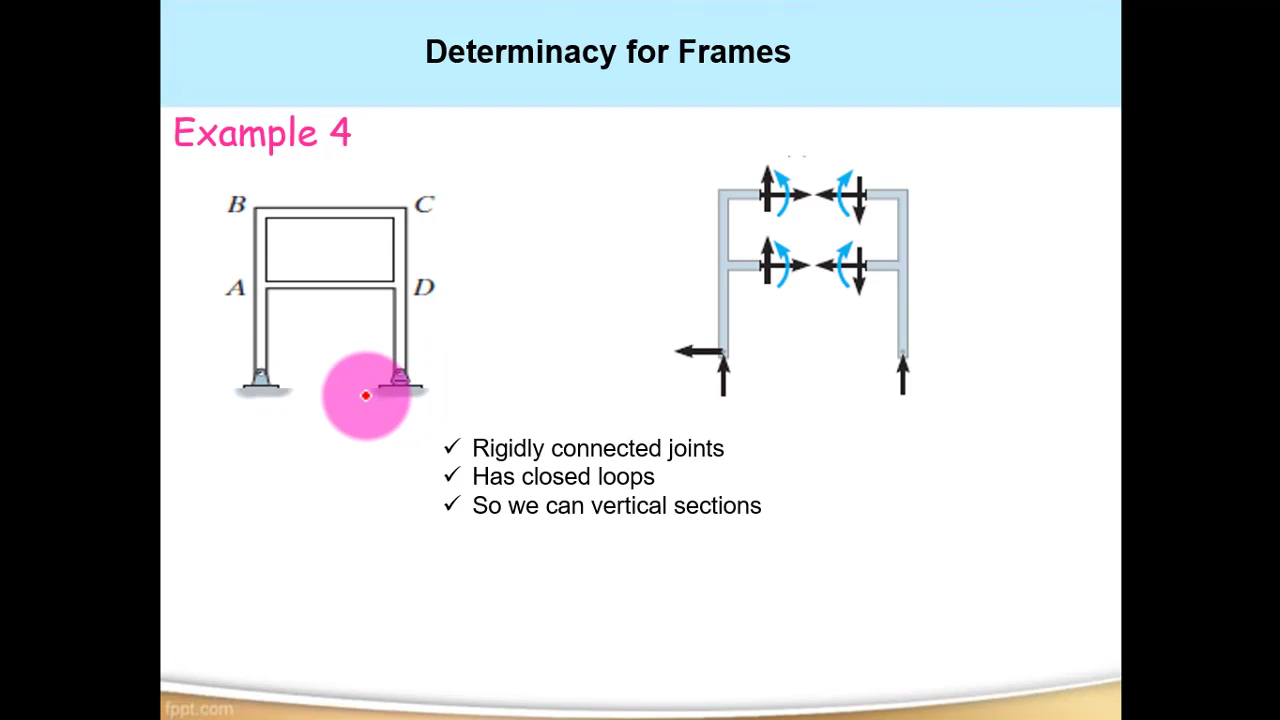 Determinacy for Frames
Example 4
B C
A D
✓ Rigidly connected joints
✓ Has closed loops
✓ So we can vertical sections
fppt.com